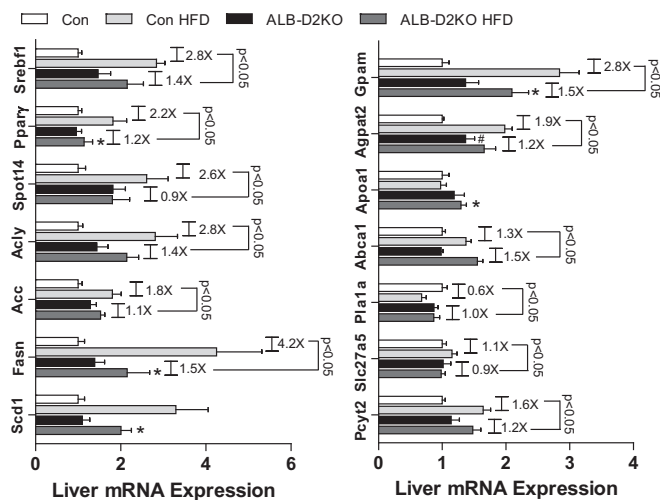 Con Con HFD ALB-D2KO ALB-D2KO HFD
Srebf1
2.8X
1.4X
p<0.05
Pparγ
2.2X
1.2X
*
p<0.05
Spot14
2.6X
0.9X
p<0.05
Acly
2.8X
1.4X
p<0.05
Acc
1.8X
1.1X
p<0.05
Fasn
4.2X
1.5X
*
p<0.05
Scd1
*
0 2 4 6
Liver mRNA Expression
Gpam
2.8X
1.5X
*
p<0.05
Agpat2
1.9X
#
1.2X
p<0.05
Apoa1
*
Abca1
1.3X
1.5X
p<0.05
Pla1a
0.6X
1.0X
p<0.05
Slc27a5
1.1X
0.9X
p<0.05
Pcyt2
1.6X
1.2X
p<0.05
0 1 2 3 4
Liver mRNA Expression